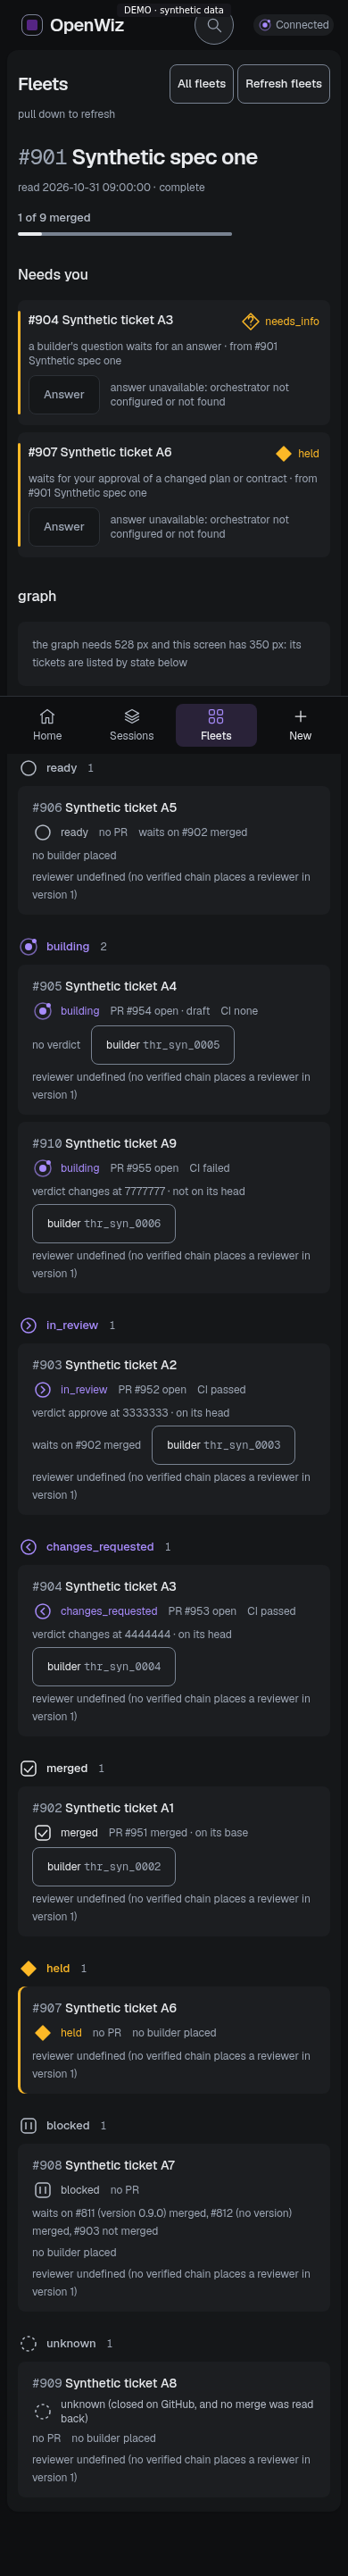 DEMO · synthetic data
OpenWiz
Connected
Fleets
All fleets
Refresh fleets
pull down to refresh
#901 Synthetic spec one
read 2026-10-31 09:00:00 · complete
1 of 9 merged
Needs you
#904 Synthetic ticket A3
needs_info
a builder's question waits for an answer · from #901
Synthetic spec one
Answer
answer unavailable: orchestrator not
configured or not found
#907 Synthetic ticket A6
held
waits for your approval of a changed plan or contract · from
#901 Synthetic spec one
Answer
answer unavailable: orchestrator not
configured or not found
graph
the graph needs 528 px and this screen has 350 px: its
tickets are listed by state below
Home
Sessions
Fleets
New
ready 1
#906 Synthetic ticket A5
ready no PR waits on #902 merged
no builder placed
reviewer undefined (no verified chain places a reviewer in
version 1)
building 2
#905 Synthetic ticket A4
building PR #954 open · draft CI none
no verdict builder thr_syn_0005
reviewer undefined (no verified chain places a reviewer in
version 1)
#910 Synthetic ticket A9
building PR #955 open CI failed
verdict changes at 7777777 · not on its head
builder thr_syn_0006
reviewer undefined (no verified chain places a reviewer in
version 1)
in_review 1
#903 Synthetic ticket A2
in_review PR #952 open CI passed
verdict approve at 3333333 · on its head
waits on #902 merged builder thr_syn_0003
reviewer undefined (no verified chain places a reviewer in
version 1)
changes_requested 1
#904 Synthetic ticket A3
changes_requested PR #953 open CI passed
verdict changes at 4444444 · on its head
builder thr_syn_0004
reviewer undefined (no verified chain places a reviewer in
version 1)
merged 1
#902 Synthetic ticket A1
merged PR #951 merged · on its base
builder thr_syn_0002
reviewer undefined (no verified chain places a reviewer in
version 1)
held 1
#907 Synthetic ticket A6
held no PR no builder placed
reviewer undefined (no verified chain places a reviewer in
version 1)
blocked 1
#908 Synthetic ticket A7
blocked no PR
waits on #811 (version 0.9.0) merged, #812 (no version)
merged, #903 not merged
no builder placed
reviewer undefined (no verified chain places a reviewer in
version 1)
unknown 1
#909 Synthetic ticket A8
unknown (closed on GitHub, and no merge was read
back)
no PR no builder placed
reviewer undefined (no verified chain places a reviewer in
version 1)